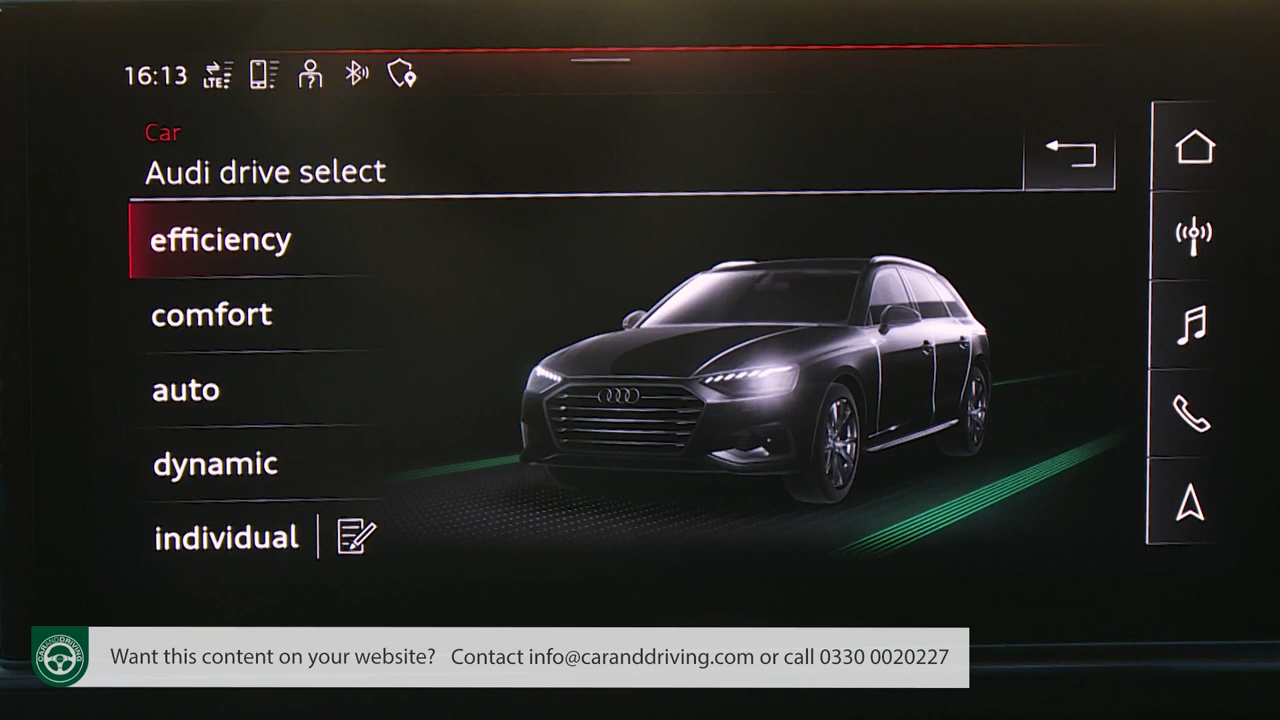 16:13 LTE
Car
Audi drive select
efficiency
comfort
auto
dynamic
individual
CARANDDRIVING
Want this content on your website? Contact info@caranddriving.com or call 0330 0020227